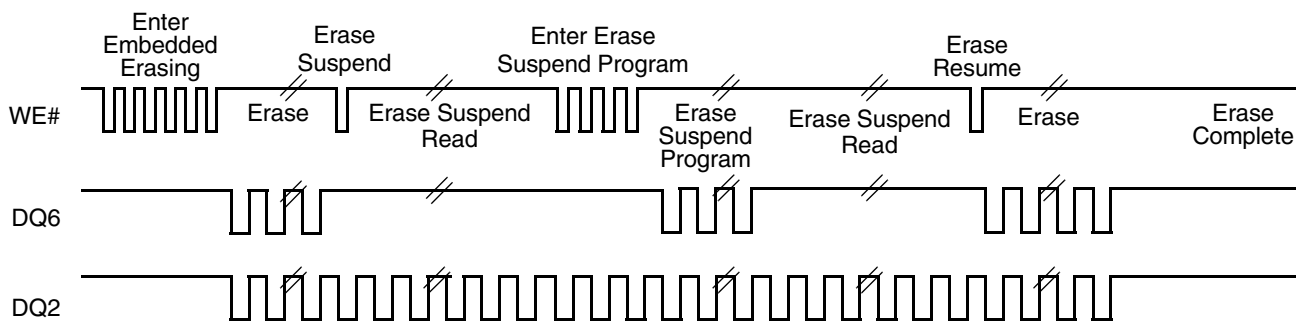 Enter
Embedded
Erasing
Erase
Suspend
Enter Erase
Suspend Program
Erase
Resume
WE#
Erase
Erase Suspend
Read
Erase
Suspend
Program
Erase Suspend
Read
Erase
Erase
Complete
DQ6
DQ2